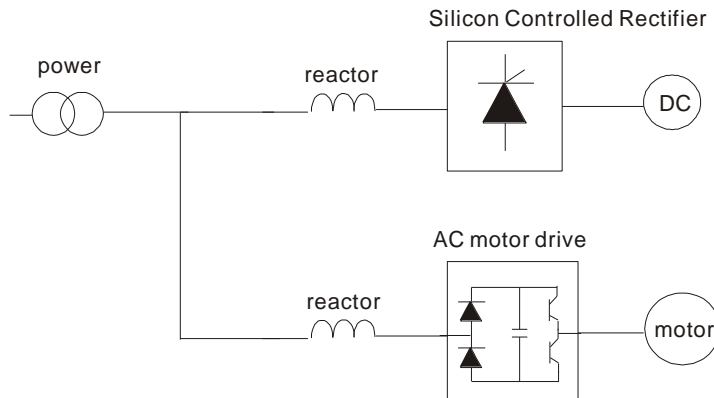 Silicon Controlled Rectifier
power
reactor
DC
AC motor drive
reactor
motor